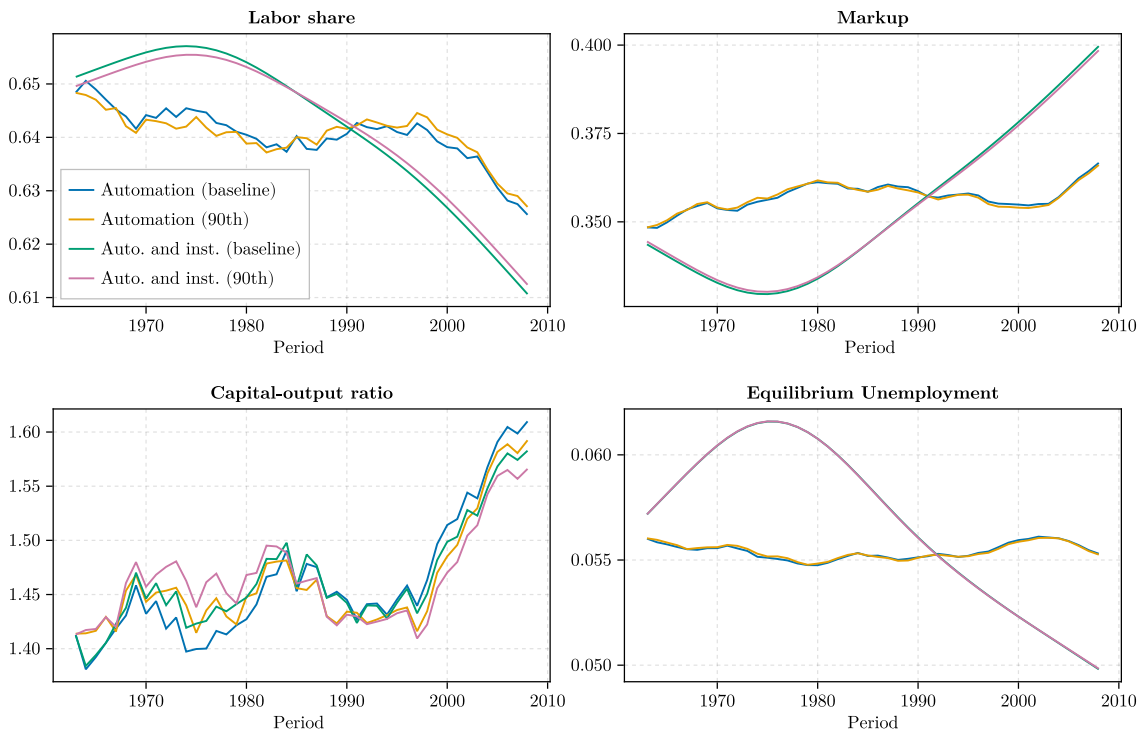 Labor share
0.65
0.64
0.63
0.62
0.61
Automation (baseline)
Automation (90th)
Auto. and inst. (baseline)
Auto. and inst. (90th)
1970 1980 1990 2000 2010
Period
Markup
0.400
0.375
0.350
1970 1980 1990 2000 2010
Period
Capital-output ratio
1.60
1.55
1.50
1.45
1.40
1970 1980 1990 2000 2010
Period
Equilibrium Unemployment
0.060
0.055
0.050
1970 1980 1990 2000 2010
Period